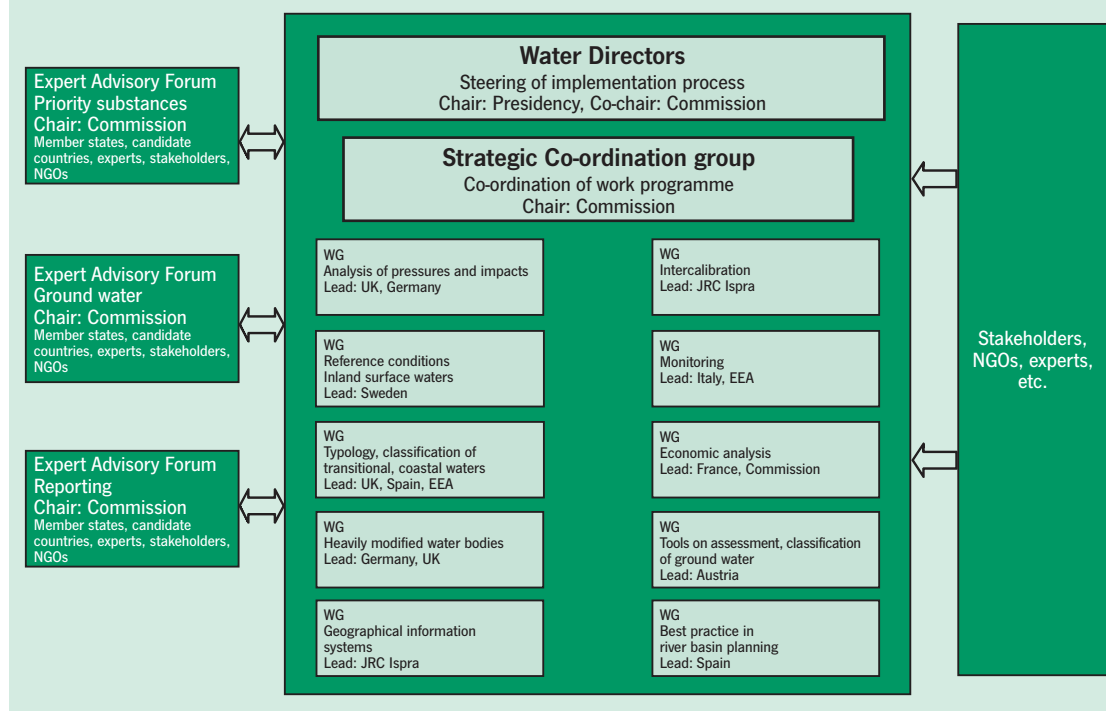 Water Directors
Steering of implementation process
Chair: Presidency, Co-chair: Commission
Strategic Co-ordination group
Co-ordination of work programme
Chair: Commission
Expert Advisory Forum
Priority substances
Chair: Commission
Member states, candidate
countries, experts, stakeholders,
NGOs
Expert Advisory Forum
Ground water
Chair: Commission
Member states, candidate
countries, experts, stakeholders,
NGOs
Expert Advisory Forum
Reporting
Chair: Commission
Member states, candidate
countries, experts, stakeholders,
NGOs
WG
Analysis of pressures and impacts
Lead: UK, Germany
WG
Reference conditions
Inland surface waters
Lead: Sweden
WG
Typology, classification of
transitional, coastal waters
Lead: UK, Spain, EEA
WG
Heavily modified water bodies
Lead: Germany, UK
WG
Geographical information
systems
Lead: JRC Ispra
WG
Intercalibration
Lead: JRC Ispra
WG
Monitoring
Lead: Italy, EEA
WG
Economic analysis
Lead: France, Commission
WG
Tools on assessment, classification
of ground water
Lead: Austria
WG
Best practice in
river basin planning
Lead: Spain
Stakeholders,
NGOs, experts,
etc.